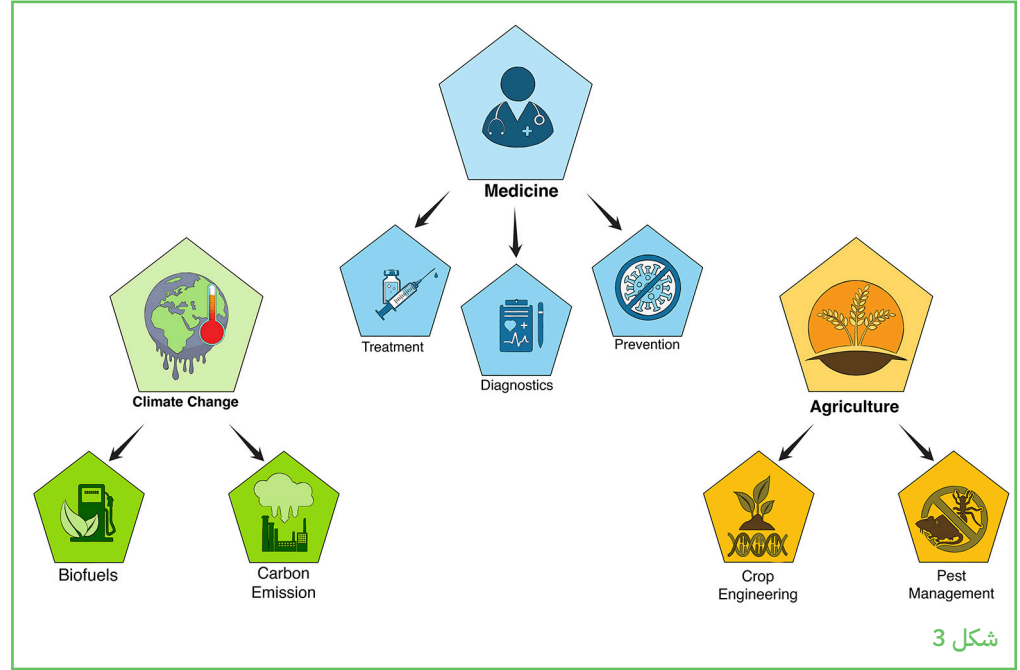 Medicine
Treatment
Diagnostics
Prevention
Climate Change
Biofuels
Carbon
Emission
Agriculture
Crop
Engineering
Pest
Management
شكل 3